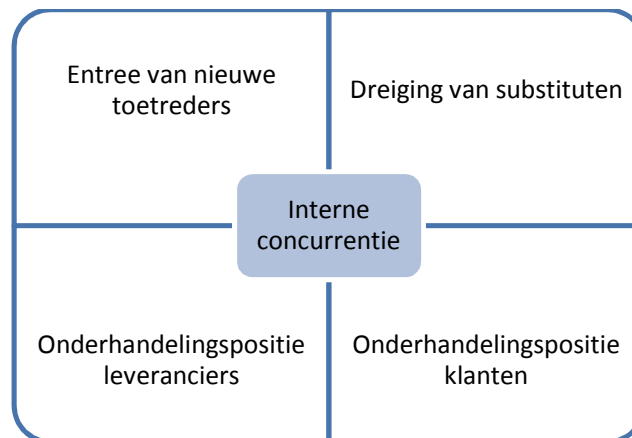 Entree van nieuwe
toetreders
Dreiging van substituten
Interne
concurrentie
Onderhandelingspositie
leveranciers
Onderhandelingspositie
klanten